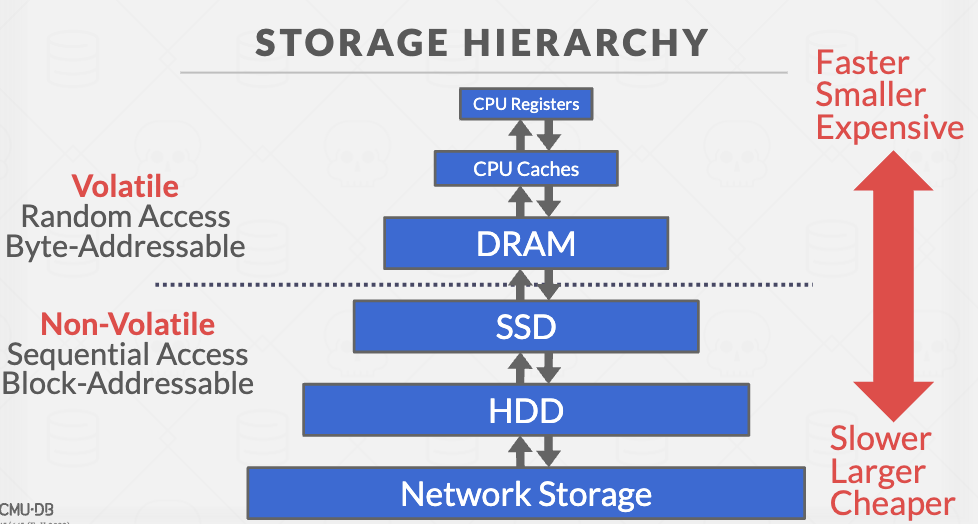 STORAGE HIERARCHY
Faster
Smaller
Expensive
CPU Registers
CPU Caches
Volatile
Random Access
Byte-Addressable
DRAM
Non-Volatile
Sequential Access
Block-Addressable
SSD
HDD
Slower
Larger
Cheaper
Network Storage
CMU·DB